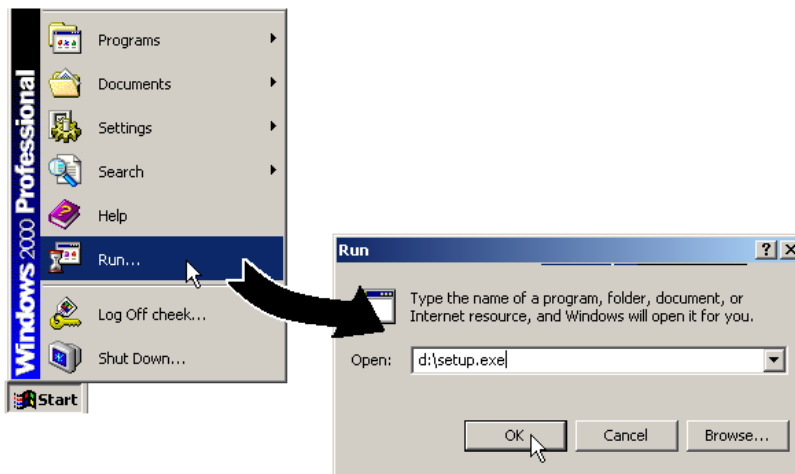 Windows 2000 Professional
Programs
Documents
Settings
Search
Help
Run...
Log Off cheek...
Shut Down...
Start
Run
Type the name of a program, folder, document, or
Internet resource, and Windows will open it for you.
Open: d:\setup.exe
OK Cancel Browse...